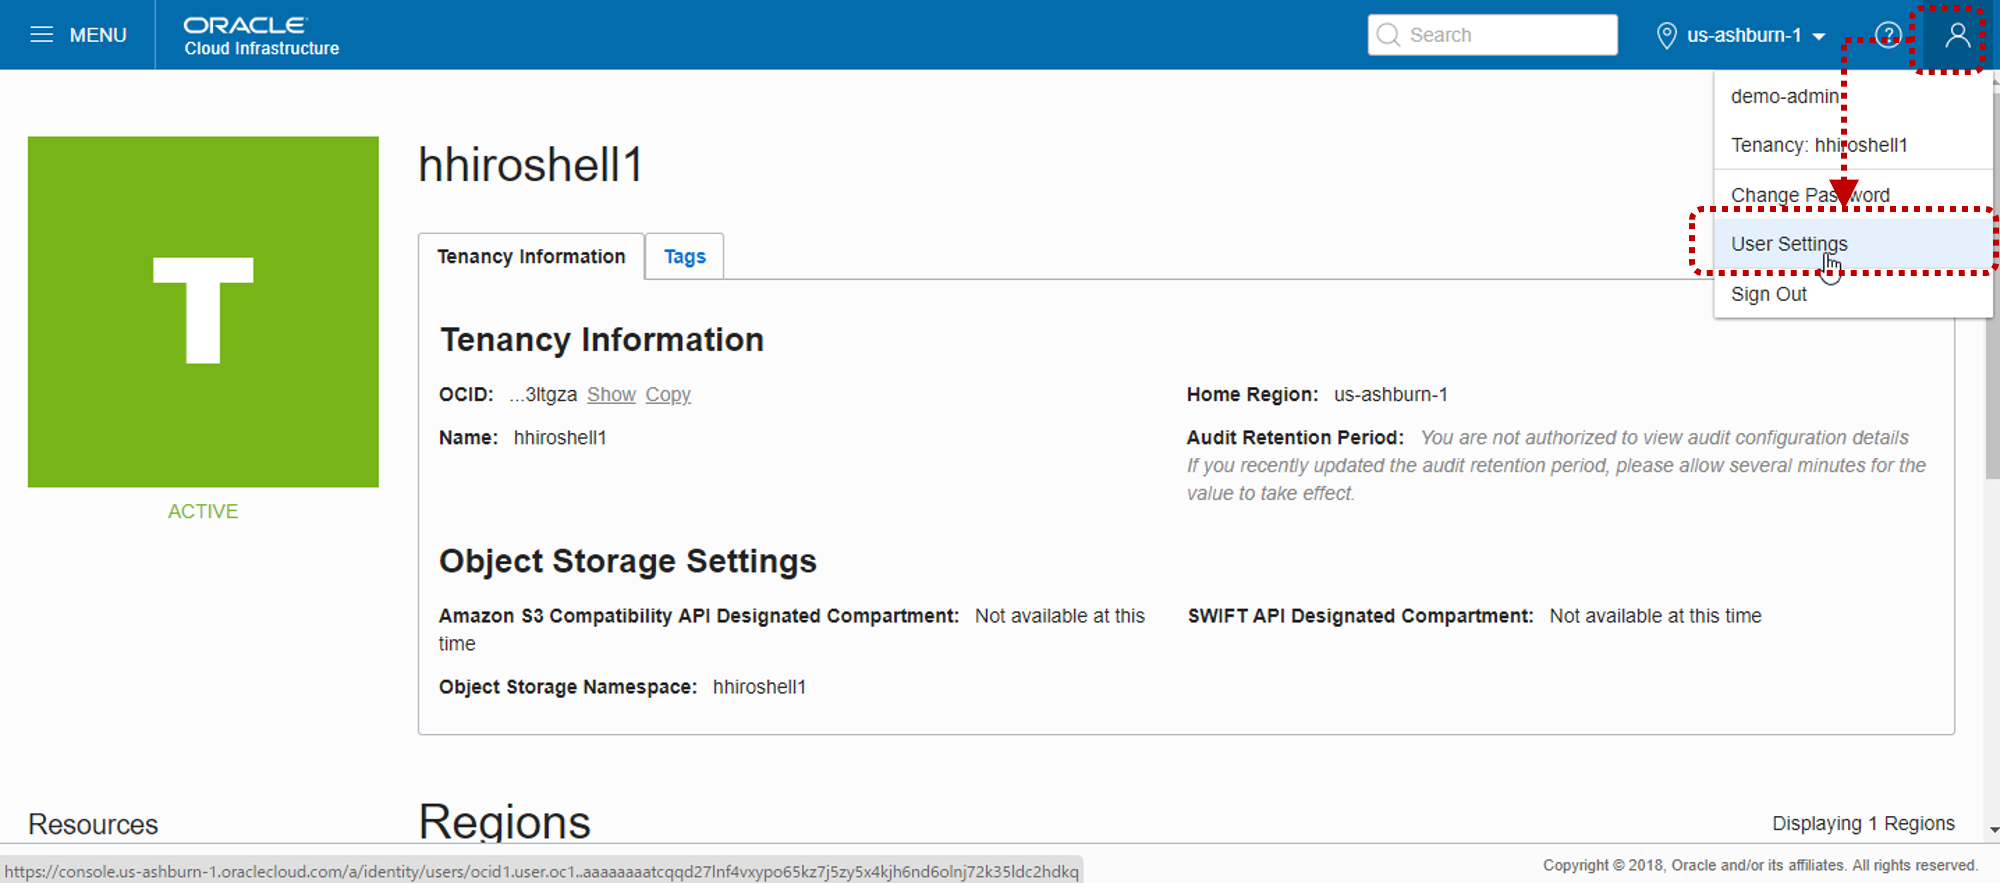 MENU
ORACLE
Cloud Infrastructure
Search
us-ashburn-1
?
demo-admin
Tenancy: hhiroshell1
Change Password
User Settings
Sign Out
T
ACTIVE
hhiroshell1
Tenancy Information
Tags
Tenancy Information
OCID: ...3ltgza Show Copy
Name: hhiroshell1
Home Region: us-ashburn-1
Audit Retention Period: You are not authorized to view audit configuration details
If you recently updated the audit retention period, please allow several minutes for the
value to take effect.
Object Storage Settings
Amazon S3 Compatibility API Designated Compartment: Not available at this
time
SWIFT API Designated Compartment: Not available at this time
Object Storage Namespace: hhiroshell1
Resources
Regions
Displaying 1 Regions
https://console.us-ashburn-1.oraclecloud.com/a/identity/users/ocid1.user.oc1..aaaaaaaatcqqd27lnf4vxypo65kz7j5zy5x4kjh6nd6olnj72k35ldc2hdkq
Copyright © 2018, Oracle and/or its affiliates. All rights reserved.